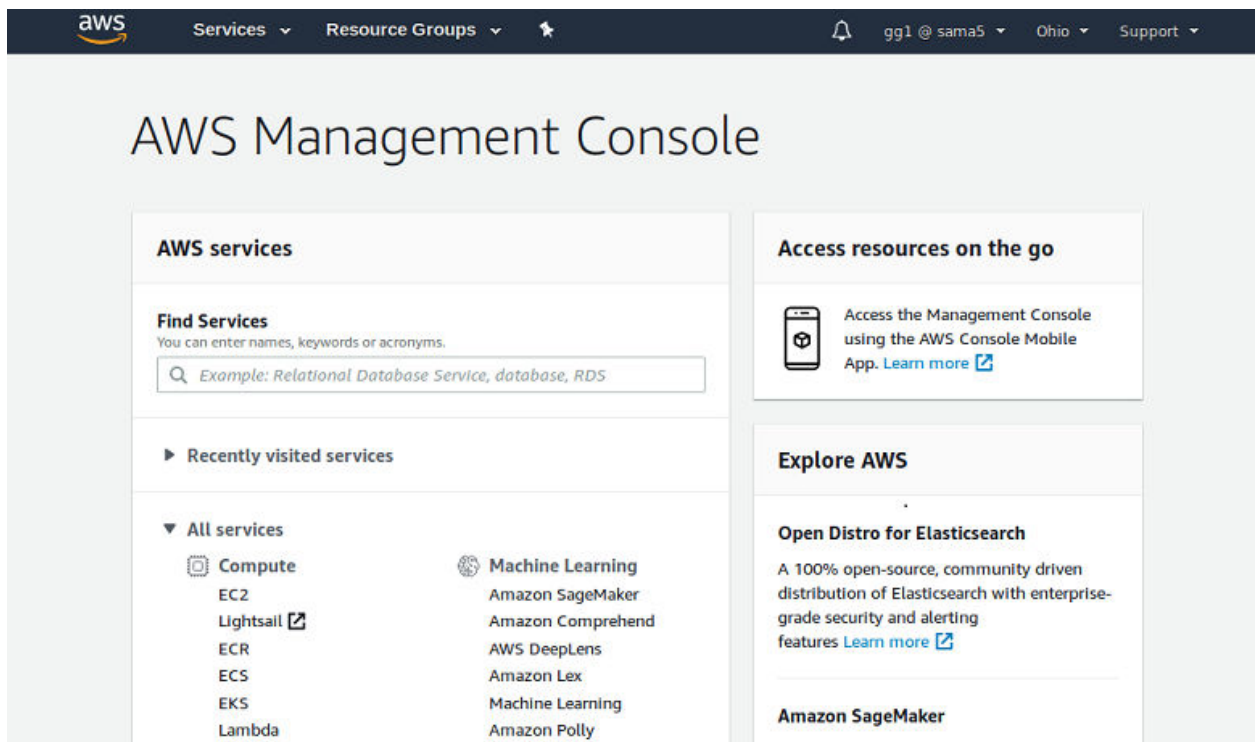 aws Services Resource Groups gg1 @ sama5 Ohio Support
AWS Management Console
AWS services
Find Services
You can enter names, keywords or acronyms.
Example: Relational Database Service, database, RDS
Recently visited services
All services
Compute
EC2
Lightsail
ECR
ECS
EKS
Lambda
Machine Learning
Amazon SageMaker
Amazon Comprehend
AWS DeepLens
Amazon Lex
Machine Learning
Amazon Polly
Access resources on the go
Access the Management Console
using the AWS Console Mobile
App. Learn more
Explore AWS
Open Distro for Elasticsearch
A 100% open-source, community driven
distribution of Elasticsearch with enterprise-
grade security and alerting
features Learn more
Amazon SageMaker